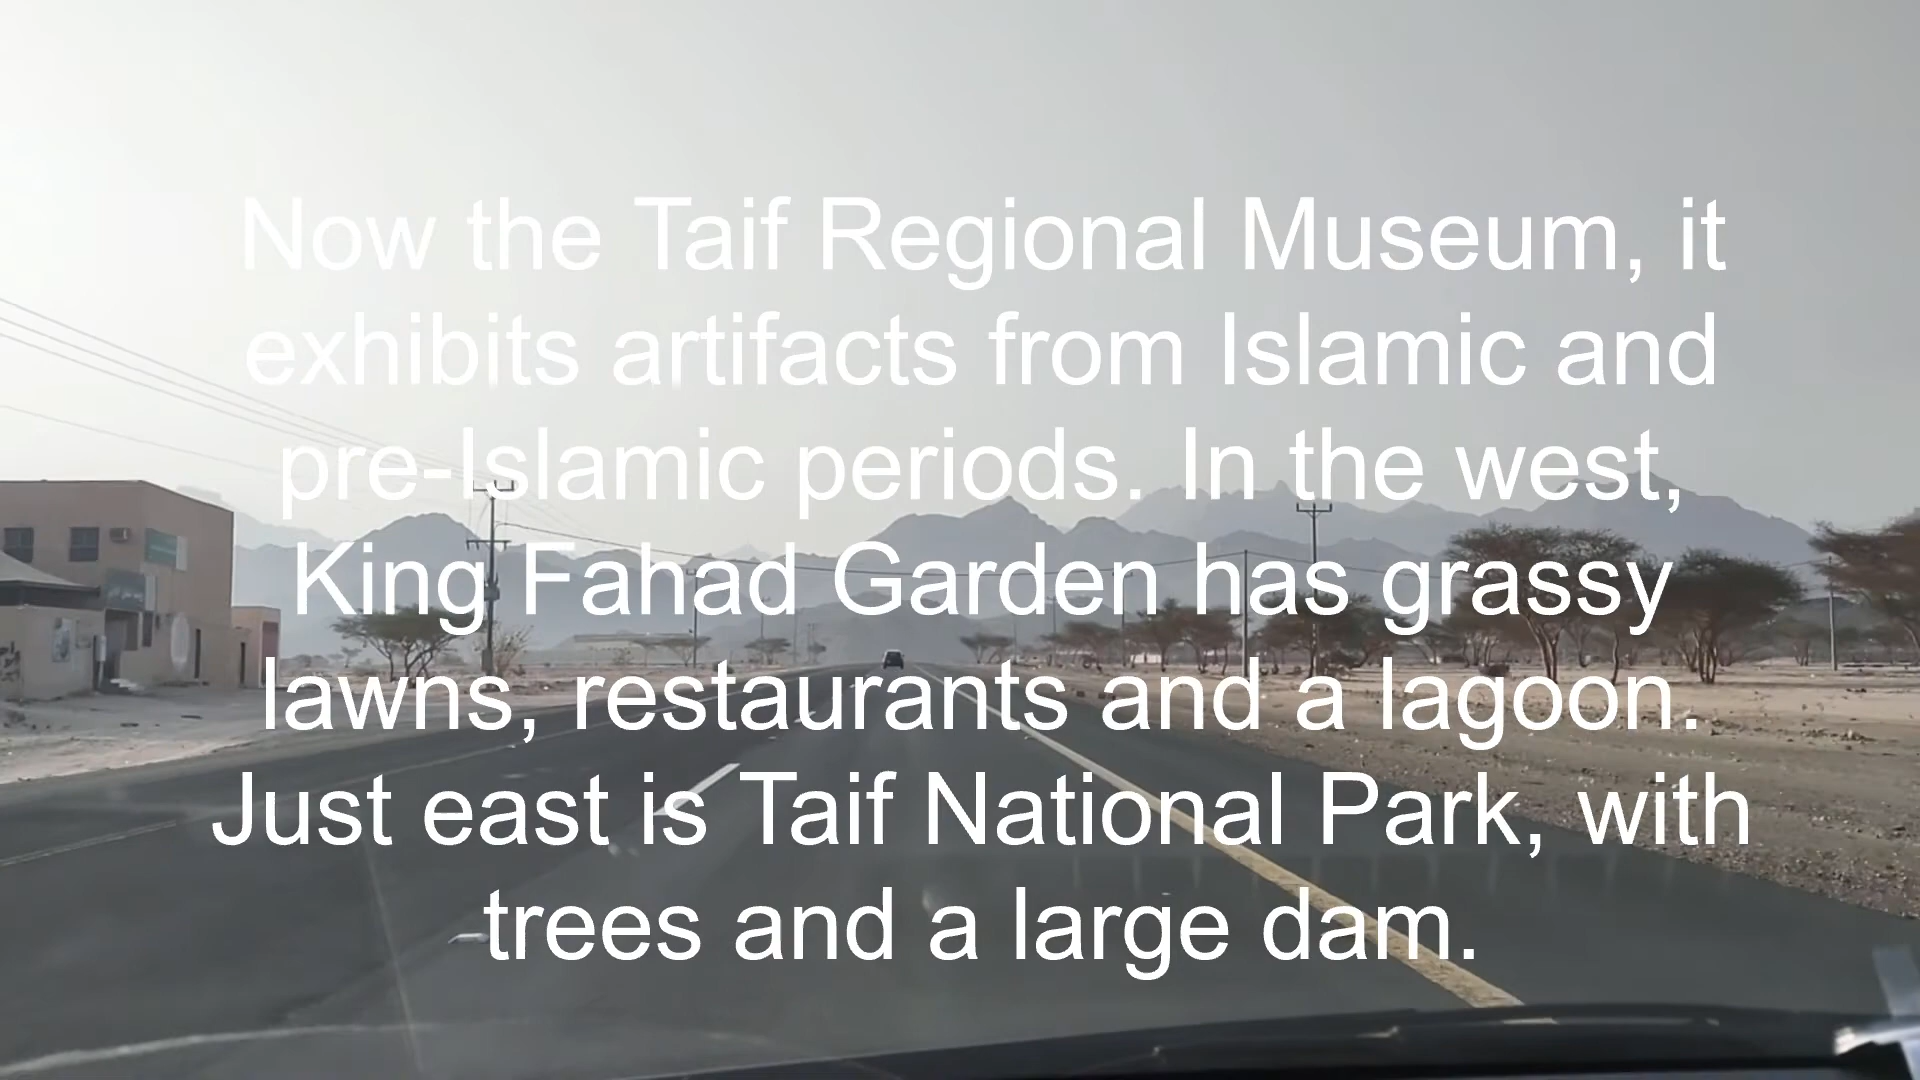 Now the Taif Regional Museum, it
exhibits artifacts from Islamic and
pre-Islamic periods. In the west,
King Fahad Garden has grassy
lawns, restaurants and a lagoon.
Just east is Taif National Park, with
trees and a large dam.